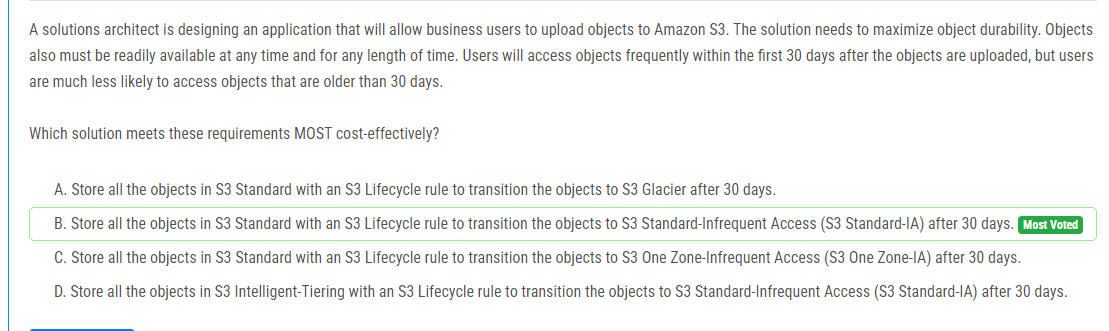 A solutions architect is designing an application that will allow business users to upload objects to Amazon S3. The solution needs to maximize object durability. Objects
also must be readily available at any time and for any length of time. Users will access objects frequently within the first 30 days after the objects are uploaded, but users
are much less likely to access objects that are older than 30 days.
Which solution meets these requirements MOST cost-effectively?
A. Store all the objects in S3 Standard with an S3 Lifecycle rule to transition the objects to S3 Glacier after 30 days.
B. Store all the objects in S3 Standard with an S3 Lifecycle rule to transition the objects to S3 Standard-Infrequent Access (S3 Standard-IA) after 30 days. Most Voted
C. Store all the objects in S3 Standard with an S3 Lifecycle rule to transition the objects to S3 One Zone-Infrequent Access (S3 One Zone-IA) after 30 days.
D. Store all the objects in S3 Intelligent-Tiering with an S3 Lifecycle rule to transition the objects to S3 Standard-Infrequent Access (S3 Standard-IA) after 30 days.